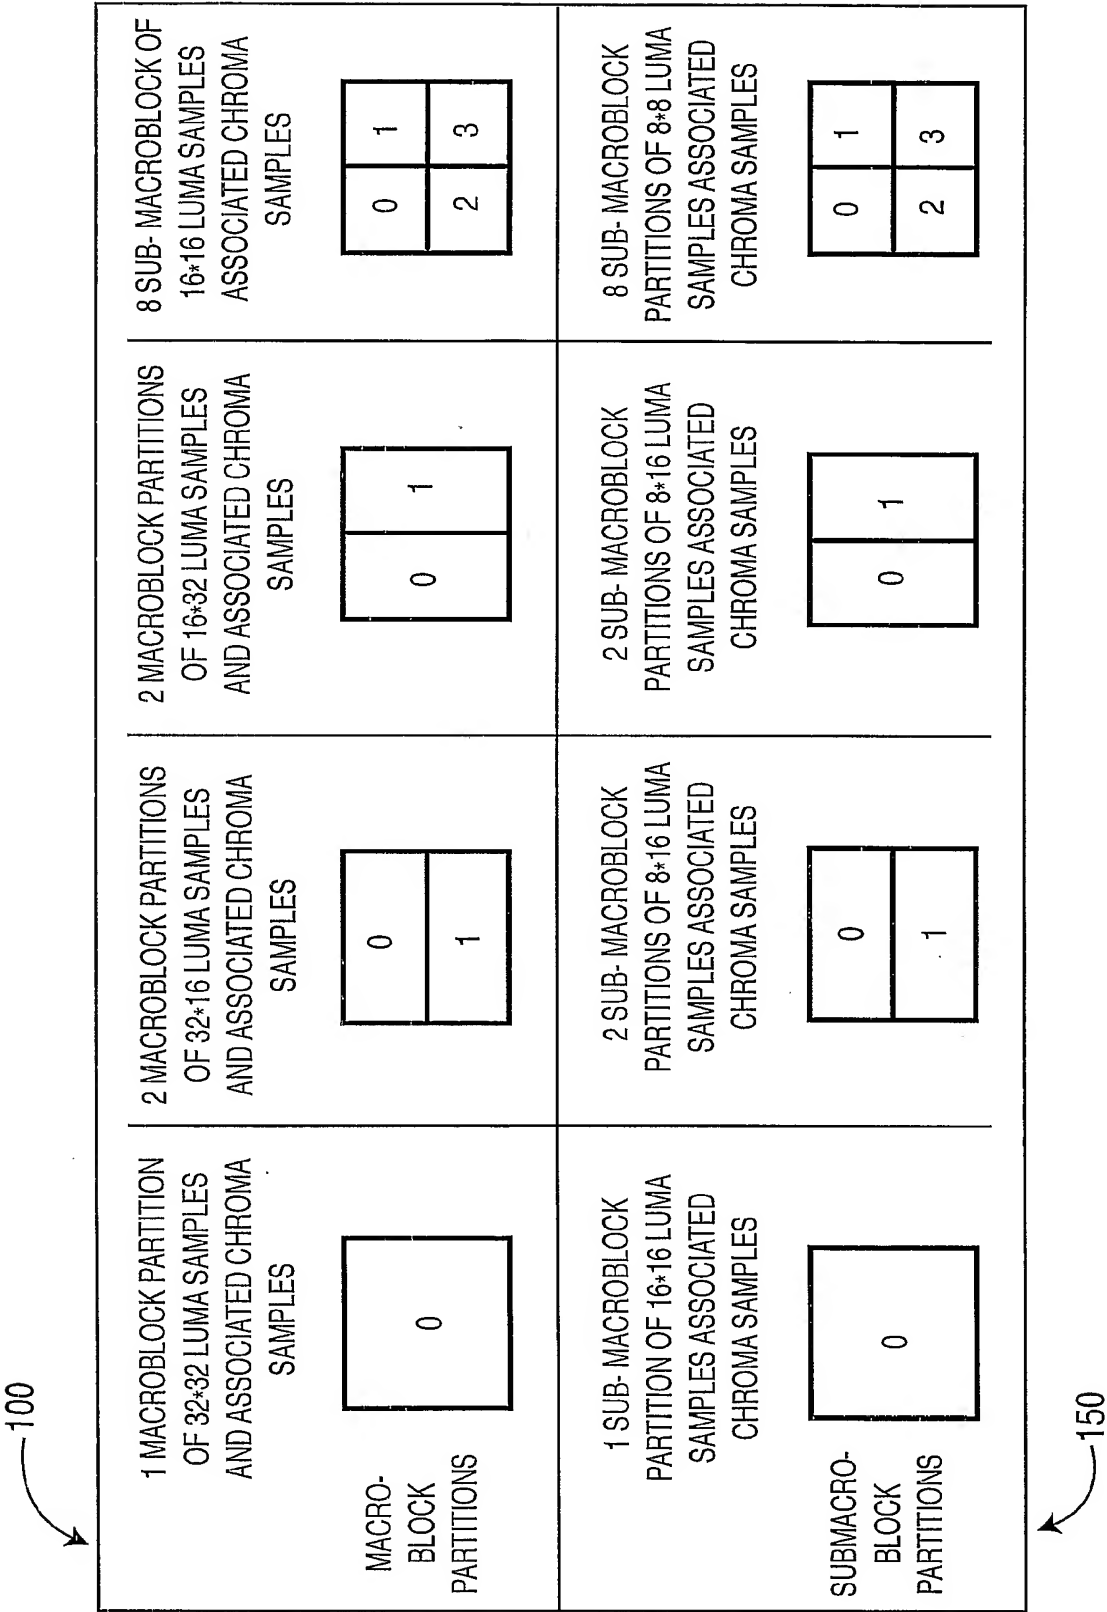 100
1 MACROBLOCK PARTITION
OF 32*32 LUMA SAMPLES
AND ASSOCIATED CHROMA
SAMPLES
2 MACROBLOCK PARTITIONS
OF 32*16 LUMA SAMPLES
AND ASSOCIATED CHROMA
SAMPLES
2 MACROBLOCK PARTITIONS
OF 16*32 LUMA SAMPLES
AND ASSOCIATED CHROMA
SAMPLES
8 SUB- MACROBLOCK OF
16*16 LUMA SAMPLES
ASSOCIATED CHROMA
SAMPLES
MACRO-
BLOCK
PARTITIONS
0
0
1
0 1
0 1
2 3
1 SUB- MACROBLOCK
PARTITION OF 16*16 LUMA
SAMPLES ASSOCIATED
CHROMA SAMPLES
2 SUB- MACROBLOCK
PARTITIONS OF 8*16 LUMA
SAMPLES ASSOCIATED
CHROMA SAMPLES
2 SUB- MACROBLOCK
PARTITIONS OF 8*16 LUMA
SAMPLES ASSOCIATED
CHROMA SAMPLES
8 SUB- MACROBLOCK
PARTITIONS OF 8*8 LUMA
SAMPLES ASSOCIATED
CHROMA SAMPLES
SUBMACRO-
BLOCK
PARTITIONS
0
0
1
0 1
0 1
2 3
150